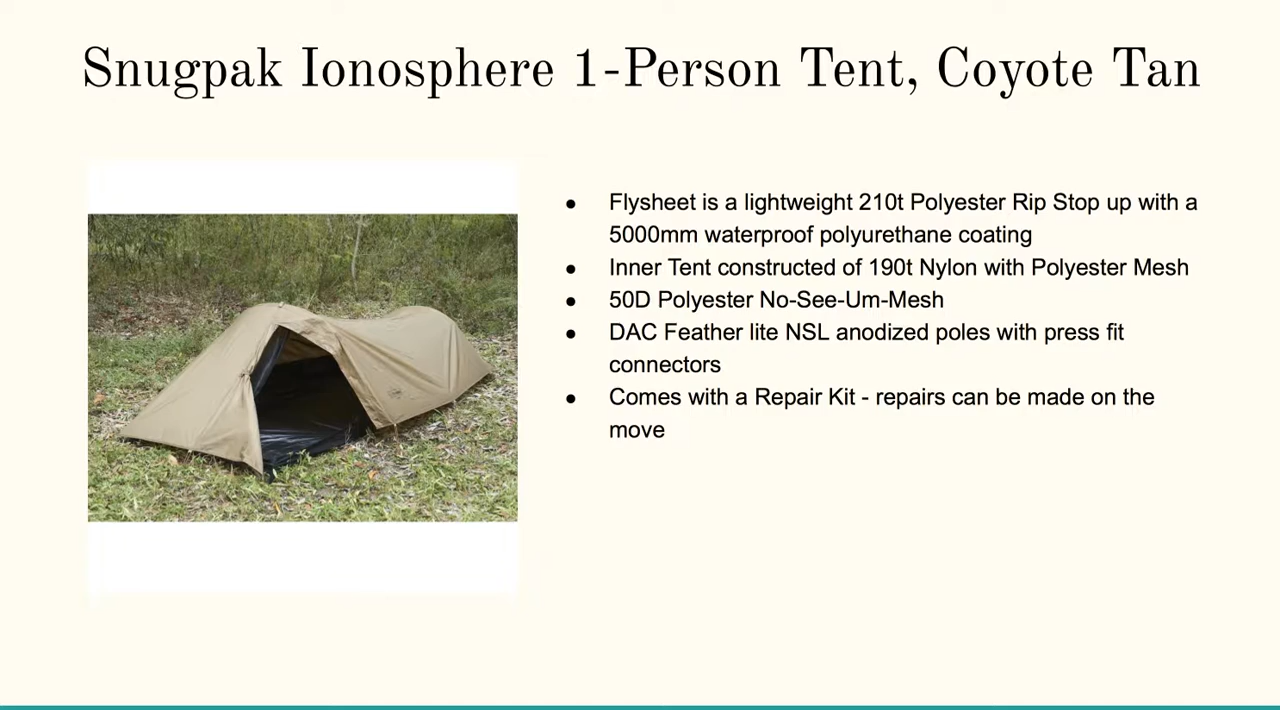 Snugpak Ionosphere 1-Person Tent, Coyote Tan
● Flysheet is a lightweight 210t Polyester Rip Stop up with a
5000mm waterproof polyurethane coating
● Inner Tent constructed of 190t Nylon with Polyester Mesh
● 50D Polyester No-See-Um-Mesh
● DAC Feather lite NSL anodized poles with press fit
connectors
● Comes with a Repair Kit - repairs can be made on the
move